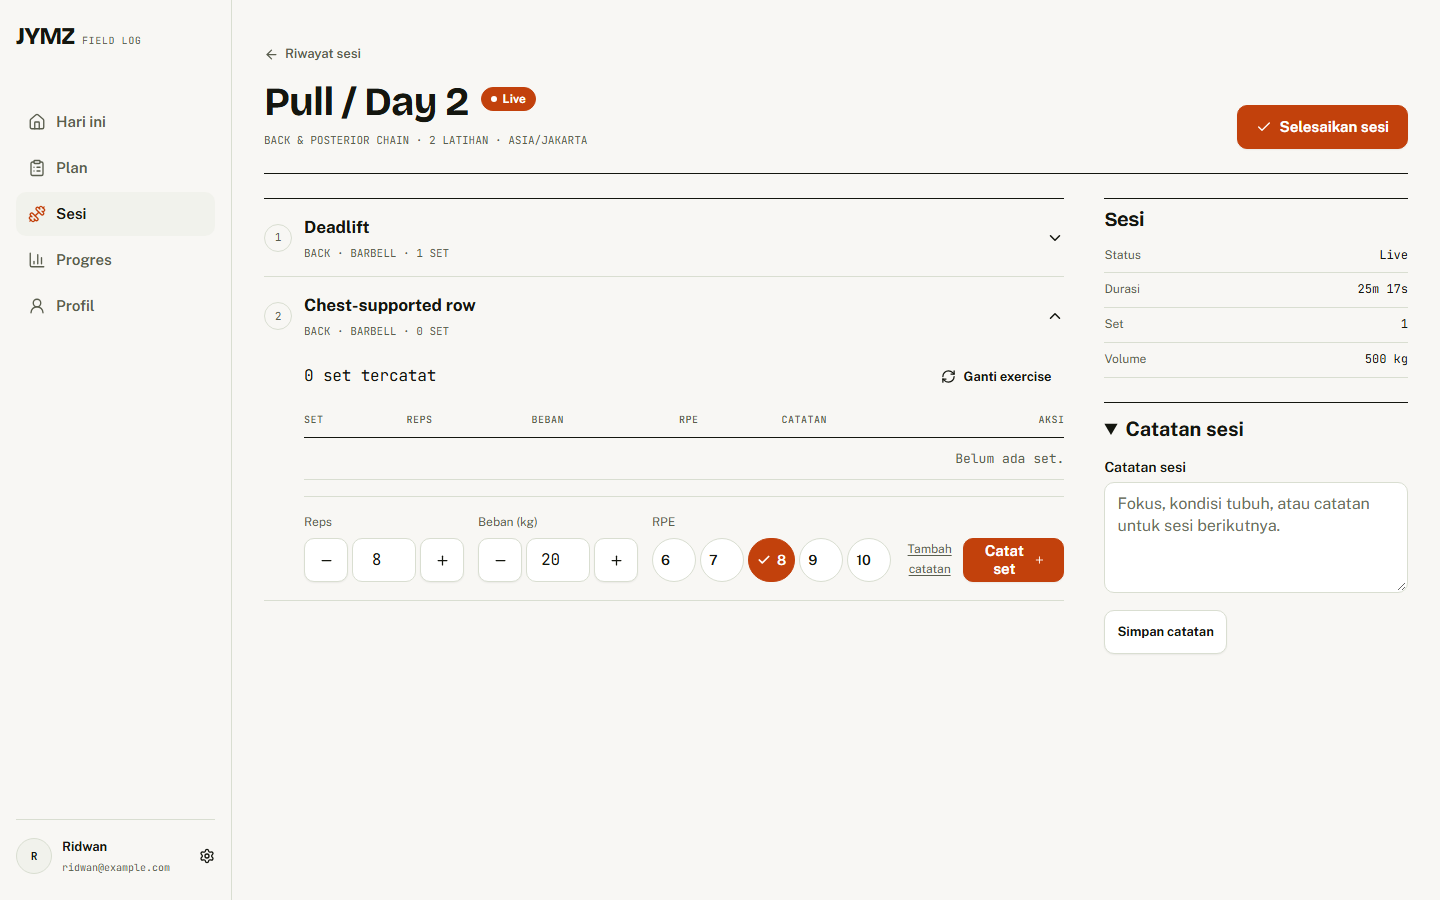 JYMZ FIELD LOG
Hari ini
Plan
Sesi
Progres
Profil
R
Ridwan
ridwan@example.com
Riwayat sesi
Pull / Day 2
Live
BACK & POSTERIOR CHAIN · 2 LATIHAN · ASIA/JAKARTA
Selesaikan sesi
1
Deadlift
BACK · BARBELL · 1 SET
2
Chest-supported row
BACK · BARBELL · 0 SET
0 set tercatat
Ganti exercise
SET REPS BEBAN RPE CATATAN AKSI
Belum ada set.
Reps Beban (kg) RPE
− 8 + − 20 + 6 7 8 9 10
Tambah
catatan
Catat
set +
Sesi
Status Live
Durasi 25m 17s
Set 1
Volume 500 kg
Catatan sesi
Catatan sesi
Fokus, kondisi tubuh, atau catatan
untuk sesi berikutnya.
Simpan catatan